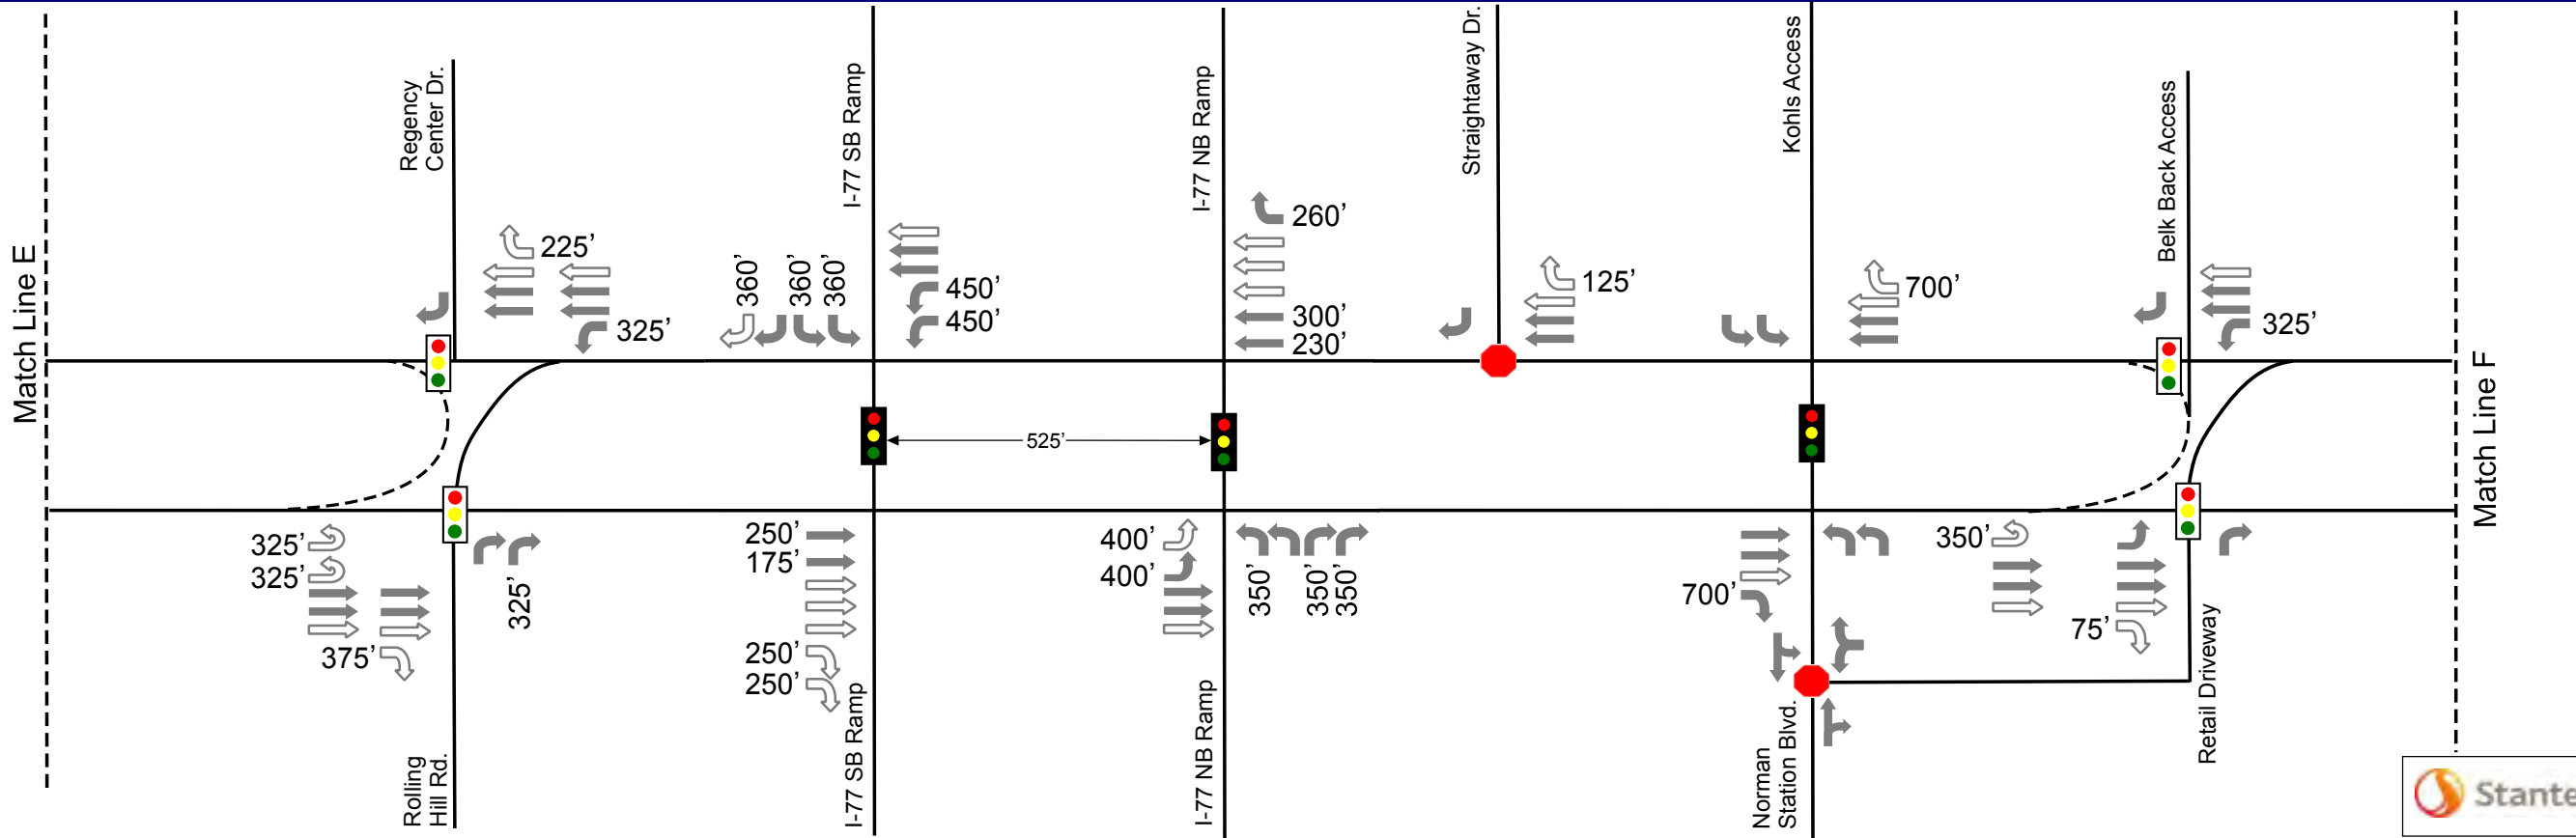 Match Line E
Regency
Center Dr.
225’
325’
Rolling
Hill Rd.
325’
325’
375’
325’
I-77 SB Ramp
360’
360’
360’
450’
450’
250’
175’
250’
250’
I-77 SB Ramp
525’
I-77 NB Ramp
260’
300’
230’
400’
400’
350’
350’
350’
I-77 NB Ramp
Straightaway Dr.
125’
Kohls Access
700’
700’
Norman
Station Blvd.
Belk Back Access
325’
350’
75’
Retail Driveway
Match Line F
Stante